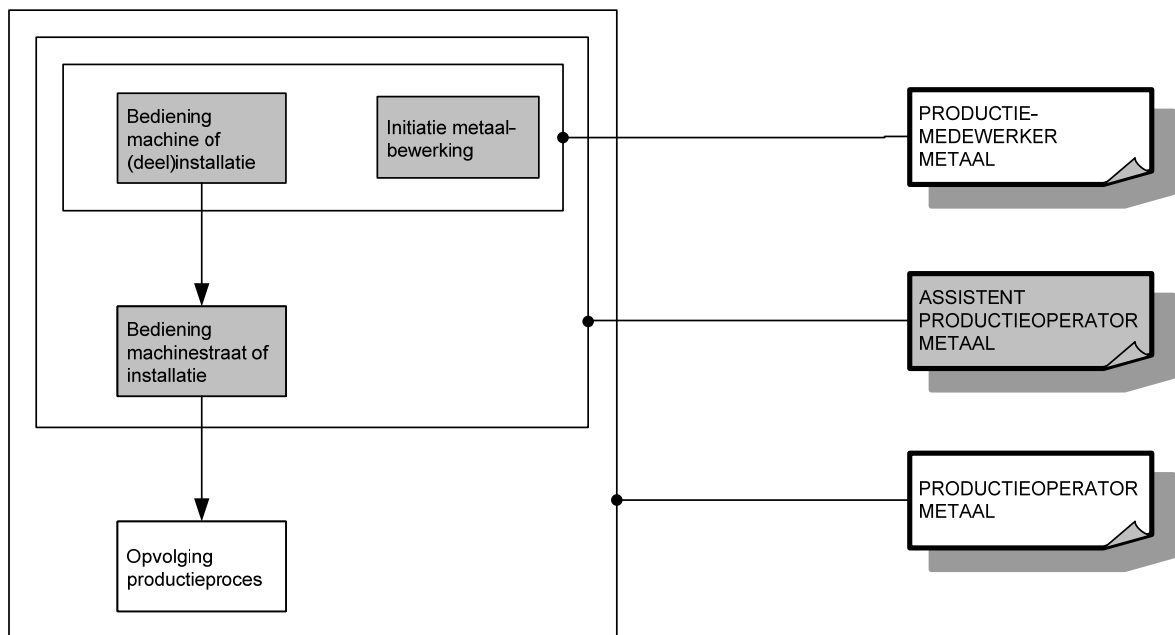 Bediening
machine of
(deel)installatie
Initiatie metaal-
bewerking
PRODUCTIE-
MEDEWERKER
METAAL
Bediening
machinestraat of
installatie
ASSISTENT
PRODUCTIEOPERATOR
METAAL
Opvolging
productieproces
PRODUCTIEOPERATOR
METAAL